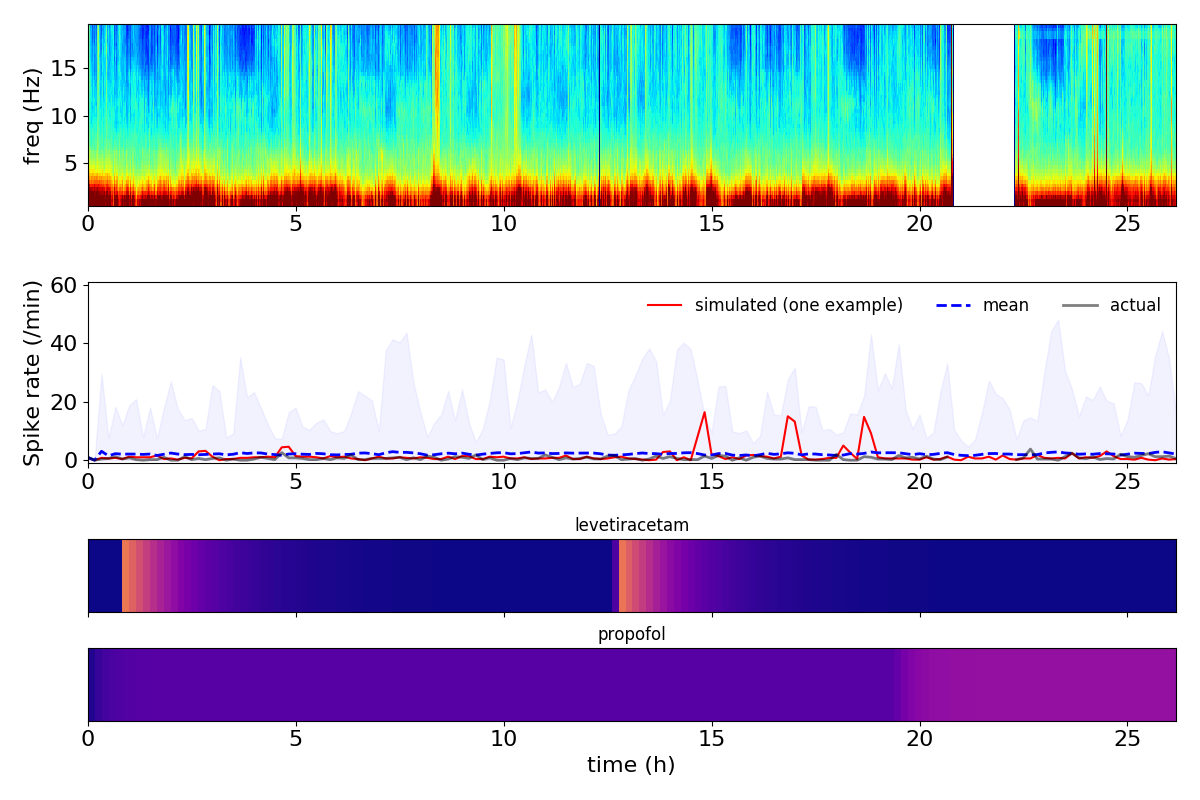 freq (Hz)
15
10
5
0 5 10 15 20 25
Spike rate (/min)
60
40
20
0
simulated (one example) mean actual
0 5 10 15 20 25
levetiracetam
propofol
0 5 10 15 20 25
time (h)